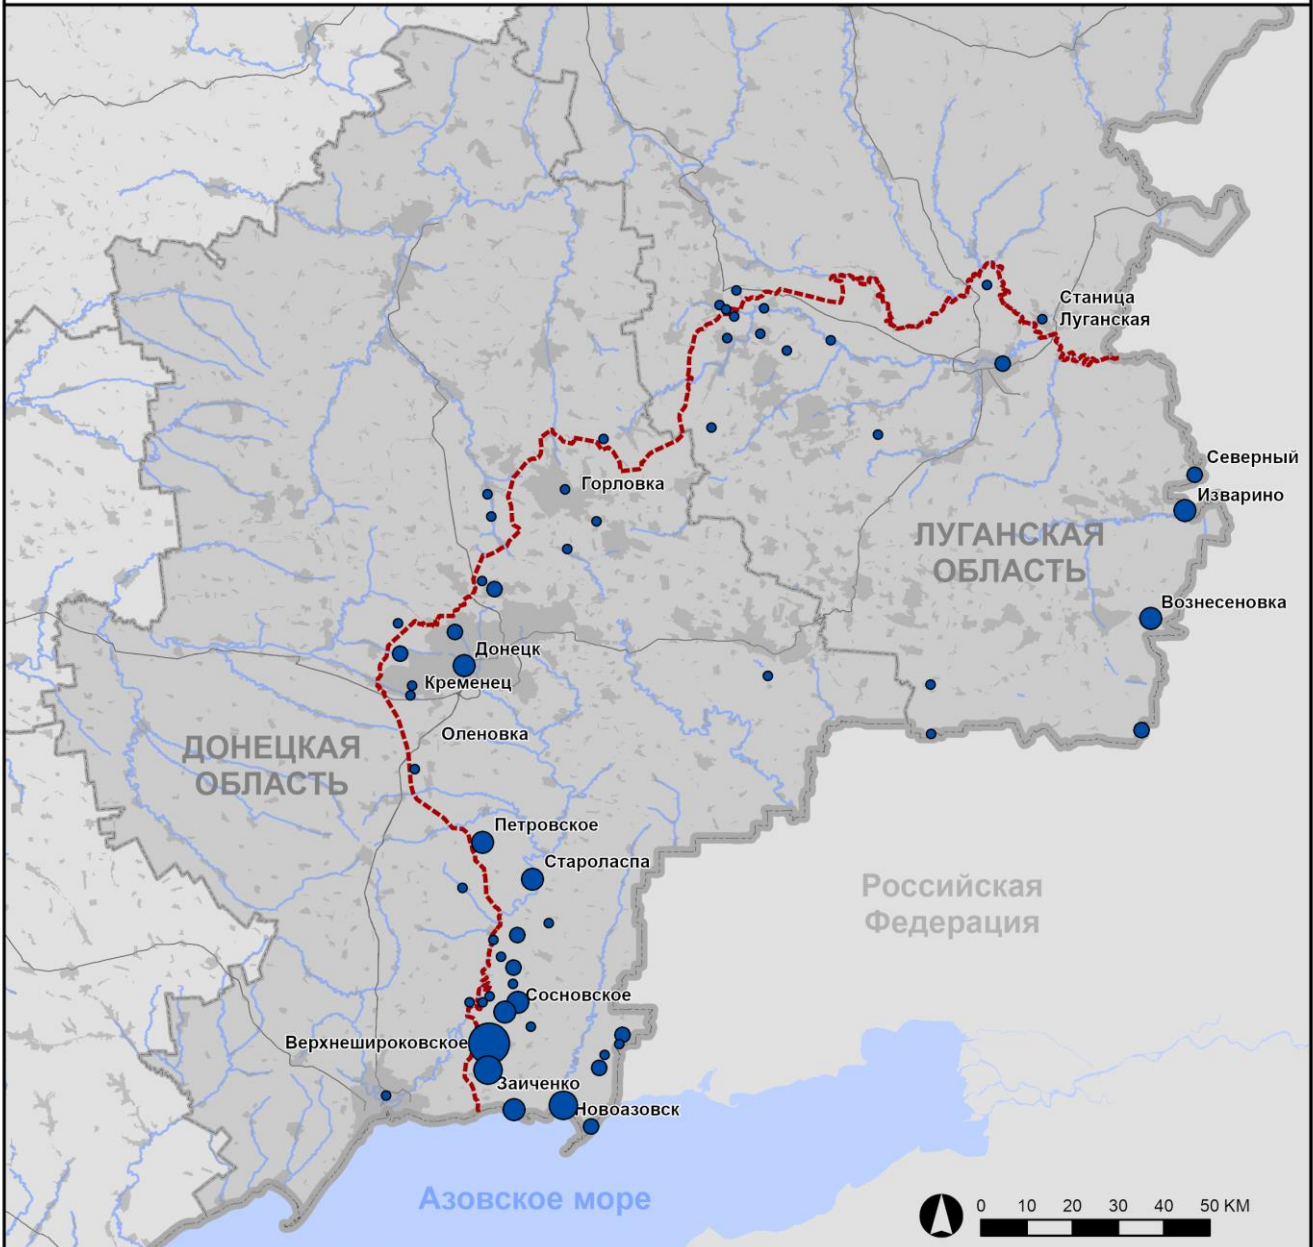 Станица
Луганская
Северный
Горловка
Изварино
ЛУГАНСКАЯ
ОБЛАСТЬ
Вознесеновка
Донецк
Кременец
Оленовка
ДОНЕЦКАЯ
ОБЛАСТЬ
Петровское
Староласпа
Российская
Федерация
Сосновское
Верхнешироковское
Заиченко
Новоазовск
Азовское море
0 10 20 30 40 50 KM